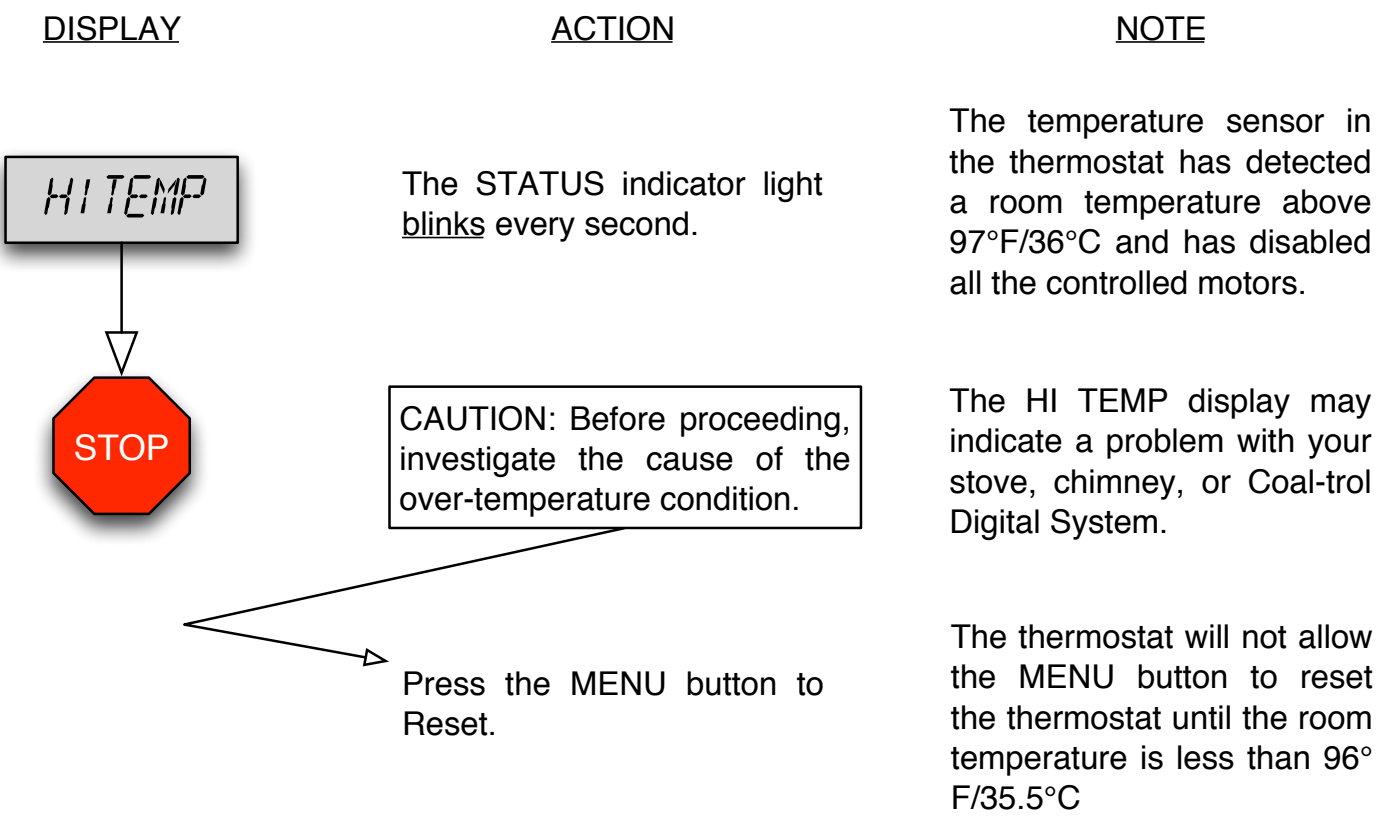 DISPLAY ACTION NOTE
HI TEMP
The STATUS indicator light
blinks every second.
The temperature sensor in
the thermostat has detected
a room temperature above
97°F/36°C and has disabled
all the controlled motors.
STOP
CAUTION: Before proceeding,
investigate the cause of the
over-temperature condition.
The HI TEMP display may
indicate a problem with your
stove, chimney, or Coal-trol
Digital System.
Press the MENU button to
Reset.
The thermostat will not allow
the MENU button to reset
the thermostat until the room
temperature is less than 96°
F/35.5°C